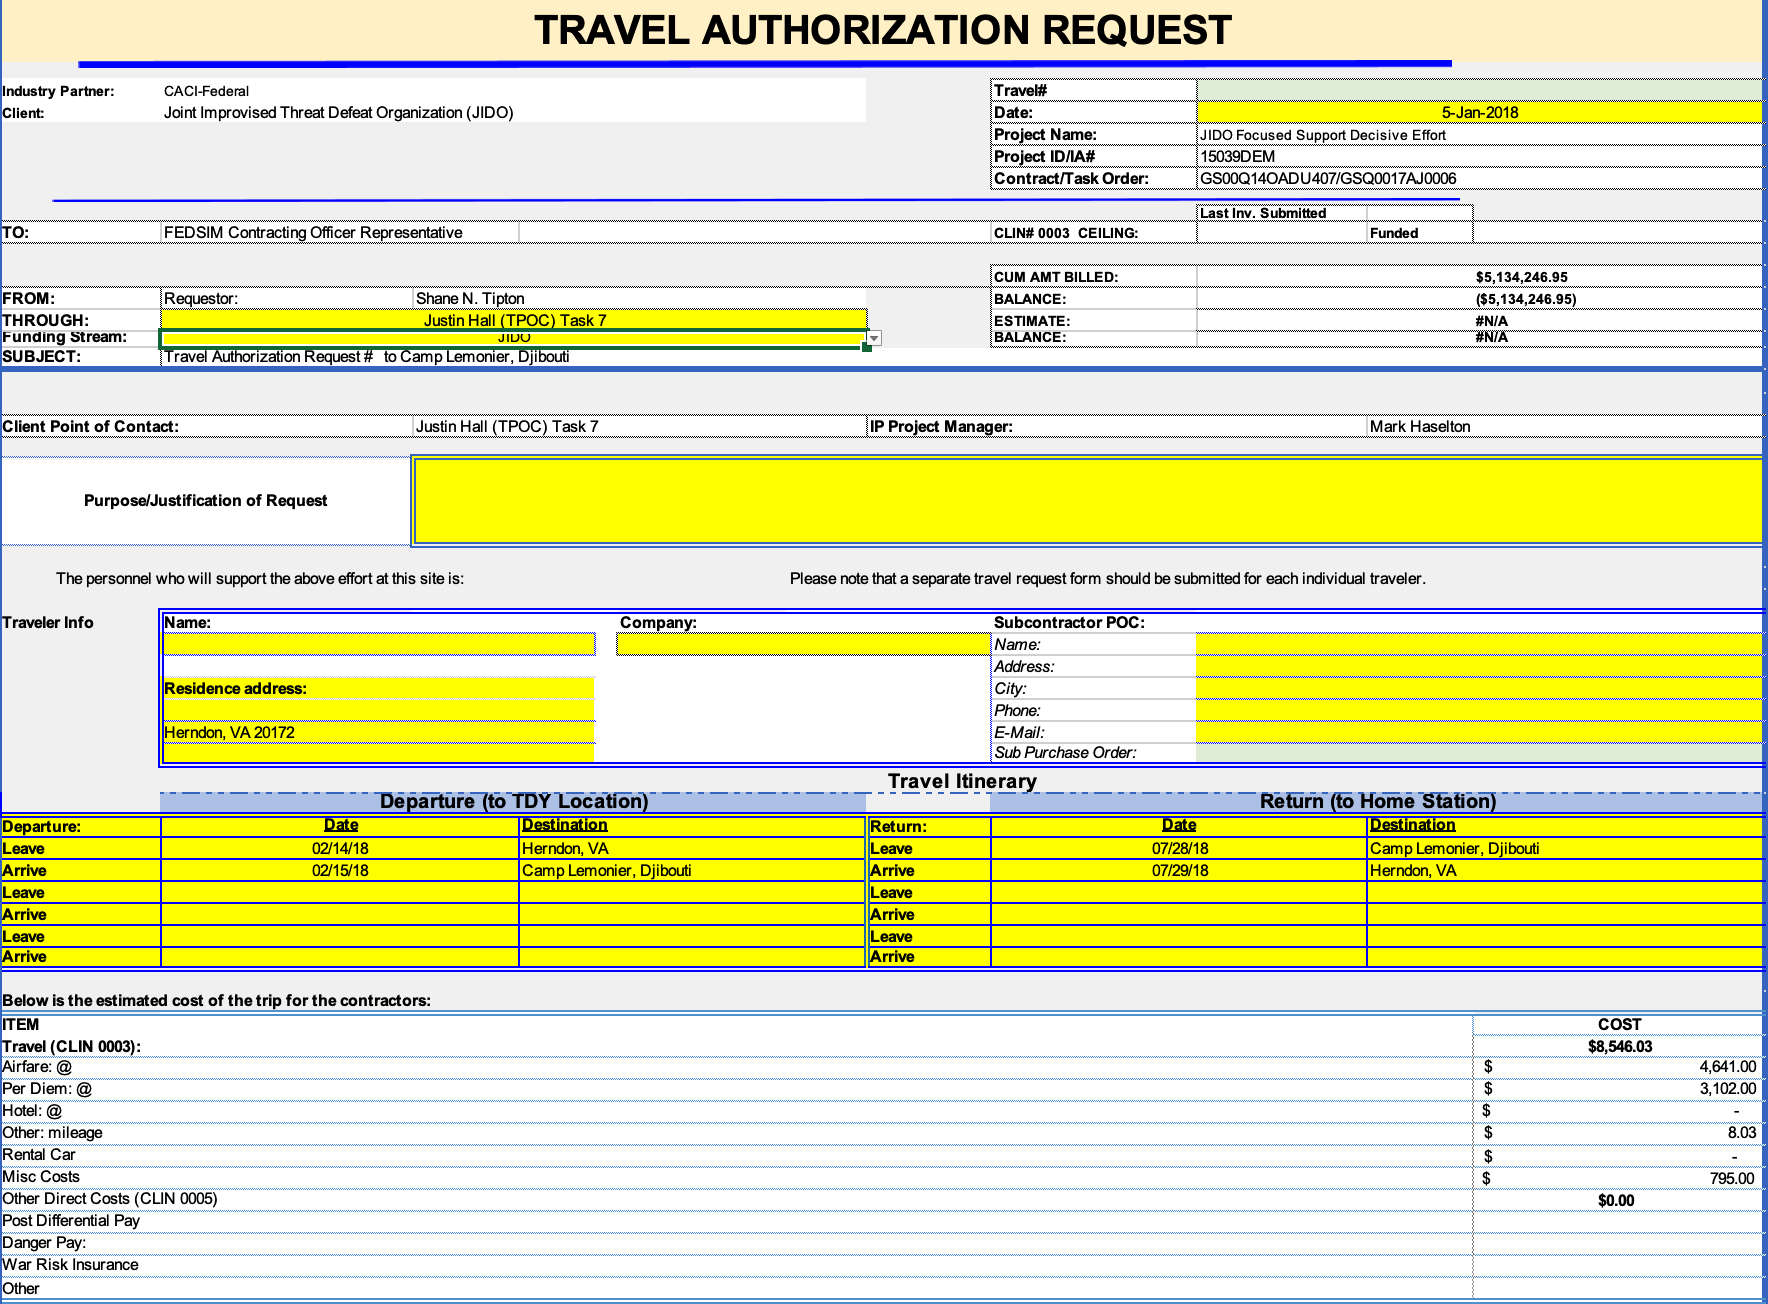 TRAVEL AUTHORIZATION REQUEST
Industry Partner: CACI-Federal Travel#
Client: Joint Improvised Threat Defeat Organization (JIDO) Date: 5-Jan-2018
Project Name: JIDO Focused Support Decisive Effort
Project ID/IA# 15039DEM
Contract/Task Order: GS00Q14OADU407/GSQ0017AJ0006
Last Inv. Submitted
TO: FEDSIM Contracting Officer Representative CLIN# 0003 CEILING: Funded
CUM AMT BILLED: $5,134,246.95
FROM: Requestor: Shane N. Tipton BALANCE: ($5,134,246.95)
THROUGH: Justin Hall (TPOC) Task 7 ESTIMATE: #N/A
Funding Stream: JIDO BALANCE: #N/A
SUBJECT: Travel Authorization Request # to Camp Lemonier, Djibouti
Client Point of Contact: Justin Hall (TPOC) Task 7 IP Project Manager: Mark Haselton
Purpose/Justification of Request
The personnel who will support the above effort at this site is: Please note that a separate travel request form should be submitted for each individual traveler.
Traveler Info Name: Company: Subcontractor POC:
Name:
Address:
Residence address: City:
Phone:
Herndon, VA 20172 E-Mail:
Sub Purchase Order:
Travel Itinerary
Departure (to TDY Location) Return (to Home Station)
Departure: Date Destination Return: Date Destination
Leave 02/14/18 Herndon, VA Leave 07/28/18 Camp Lemonier, Djibouti
Arrive 02/15/18 Camp Lemonier, Djibouti Arrive 07/29/18 Herndon, VA
Leave Leave
Arrive Arrive
Leave Leave
Arrive Arrive
Below is the estimated cost of the trip for the contractors:
ITEM COST
Travel (CLIN 0003): $8,546.03
Airfare: @ $ 4,641.00
Per Diem: @ $ 3,102.00
Hotel: @ $ -
Other: mileage $ 8.03
Rental Car $ -
Misc Costs $ 795.00
Other Direct Costs (CLIN 0005) $0.00
Post Differential Pay
Danger Pay:
War Risk Insurance
Other